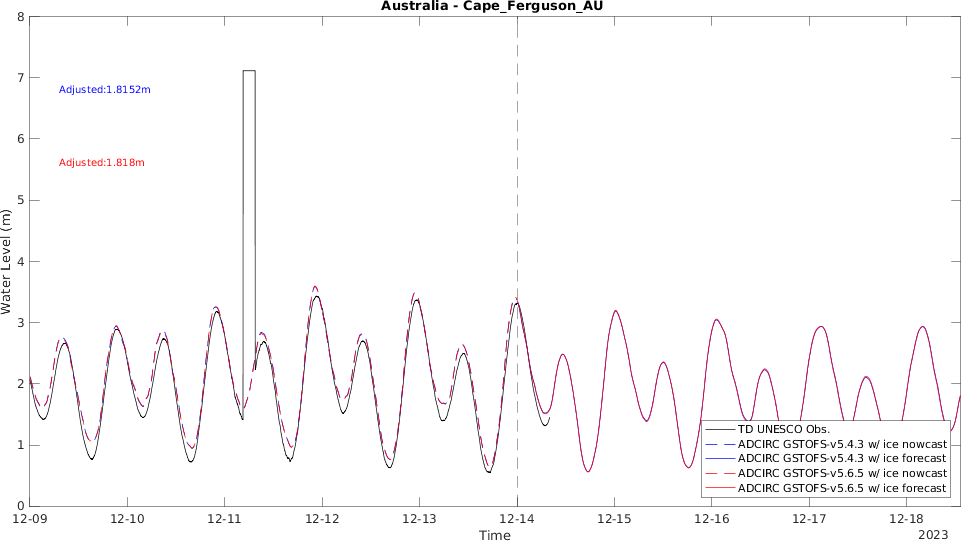 Australia - Cape_Ferguson_AU
8
7
Adjusted:1.8152m
6
Adjusted:1.818m
5
4
3
2
1
0
Water Level (m)
TD UNESCO Obs.
ADCIRC GSTOFS-v5.4.3 w/ ice nowcast
ADCIRC GSTOFS-v5.4.3 w/ ice forecast
ADCIRC GSTOFS-v5.6.5 w/ ice nowcast
ADCIRC GSTOFS-v5.6.5 w/ ice forecast
12-09 12-10 12-11 12-12 12-13 12-14 12-15 12-16 12-17 12-18
Time
2023